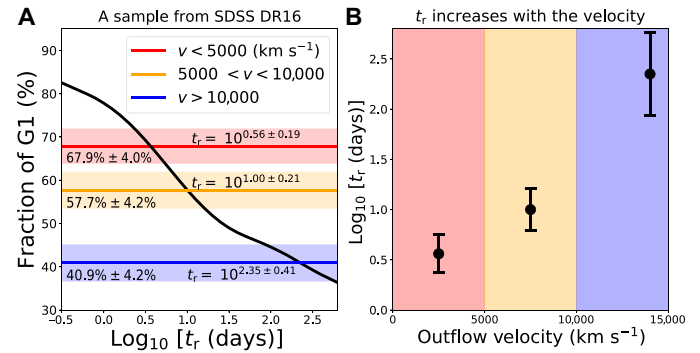 A
A sample from SDSS DR16
Fraction of G1 (%)
90
80
70
60
50
40
30
v < 5000 (km s⁻¹)
5000 < v < 10,000
v > 10,000
t_r = 10^{0.56 ± 0.19}
67.9% ± 4.0%
t_r = 10^{1.00 ± 0.21}
57.7% ± 4.2%
t_r = 10^{2.35 ± 0.41}
40.9% ± 4.2%
−0.5 0.0 0.5 1.0 1.5 2.0 2.5
Log₁₀ [t_r (days)]
B
t_r increases with the velocity
Log₁₀ [t_r (days)]
2.5
2.0
1.5
1.0
0.5
0.0
0 5000 10,000 15,000
Outflow velocity (km s⁻¹)